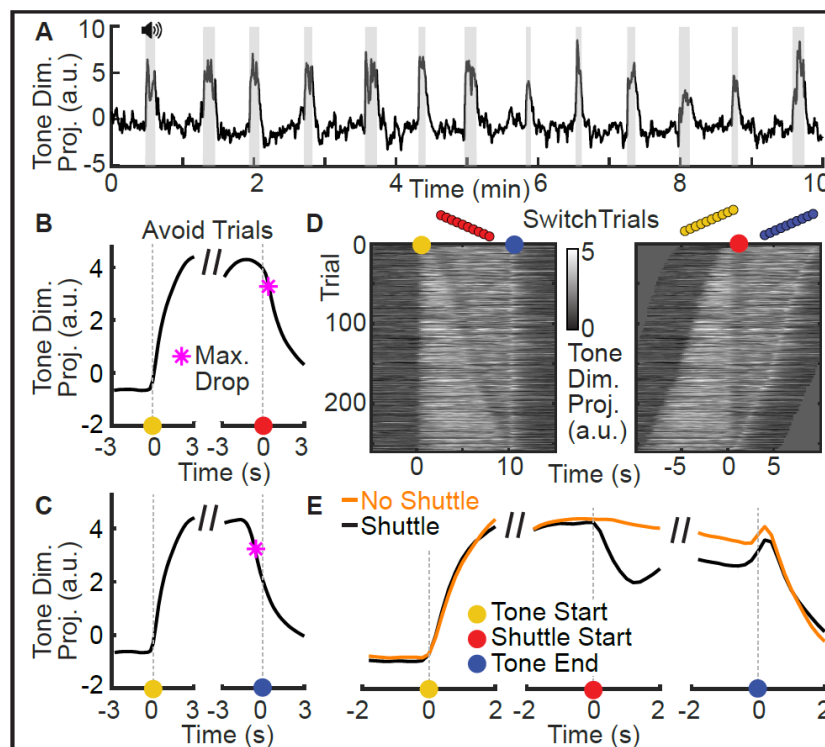 A
Tone Dim.
Proj. (a.u.)
10
5
0
-5
0
2
4
6
8
10
Time (min)
B
Avoid Trials
Tone Dim.
Proj. (a.u.)
4
2
0
-2
Max.
Drop
-3
0
3
-3
0
3
Time (s)
C
Tone Dim.
Proj. (a.u.)
4
2
0
-2
-3
0
3
-3
0
3
Time (s)
D
SwitchTrials
Trial
0
100
200
0
10
15
5
0
Tone
Dim.
Proj.
(a.u.)
Time (s)
-5
0
5
E
No Shuttle
Shuttle
Tone Start
Shuttle Start
Tone End
-2
0
2
-2
0
2
-2
0
2
Time (s)